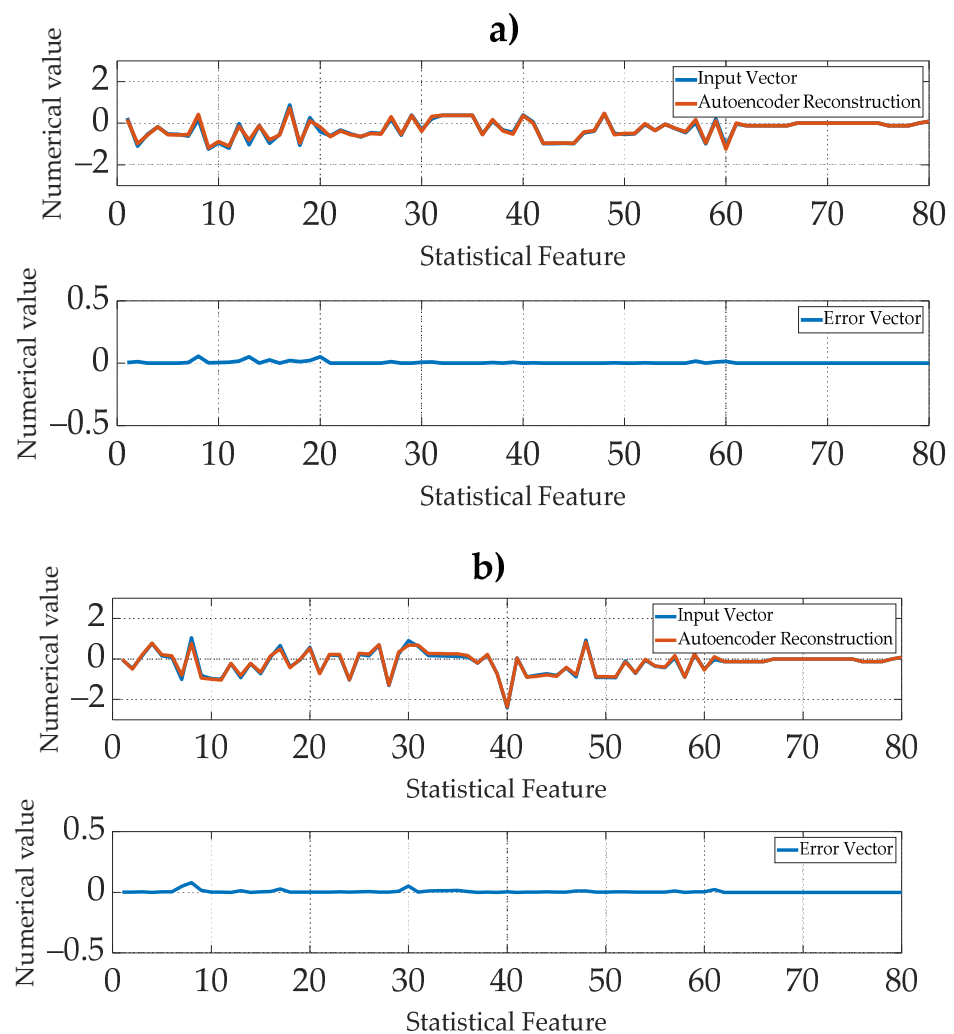 a)
Numerical value
2
0
−2
Input Vector
Autoencoder Reconstruction
0 10 20 30 40 50 60 70 80
Statistical Feature
Numerical value
0.5
0
−0.5
Error Vector
0 10 20 30 40 50 60 70 80
Statistical Feature
b)
Numerical value
2
0
−2
Input Vector
Autoencoder Reconstruction
0 10 20 30 40 50 60 70 80
Statistical Feature
Numerical value
0.5
0
−0.5
Error Vector
0 10 20 30 40 50 60 70 80
Statistical Feature